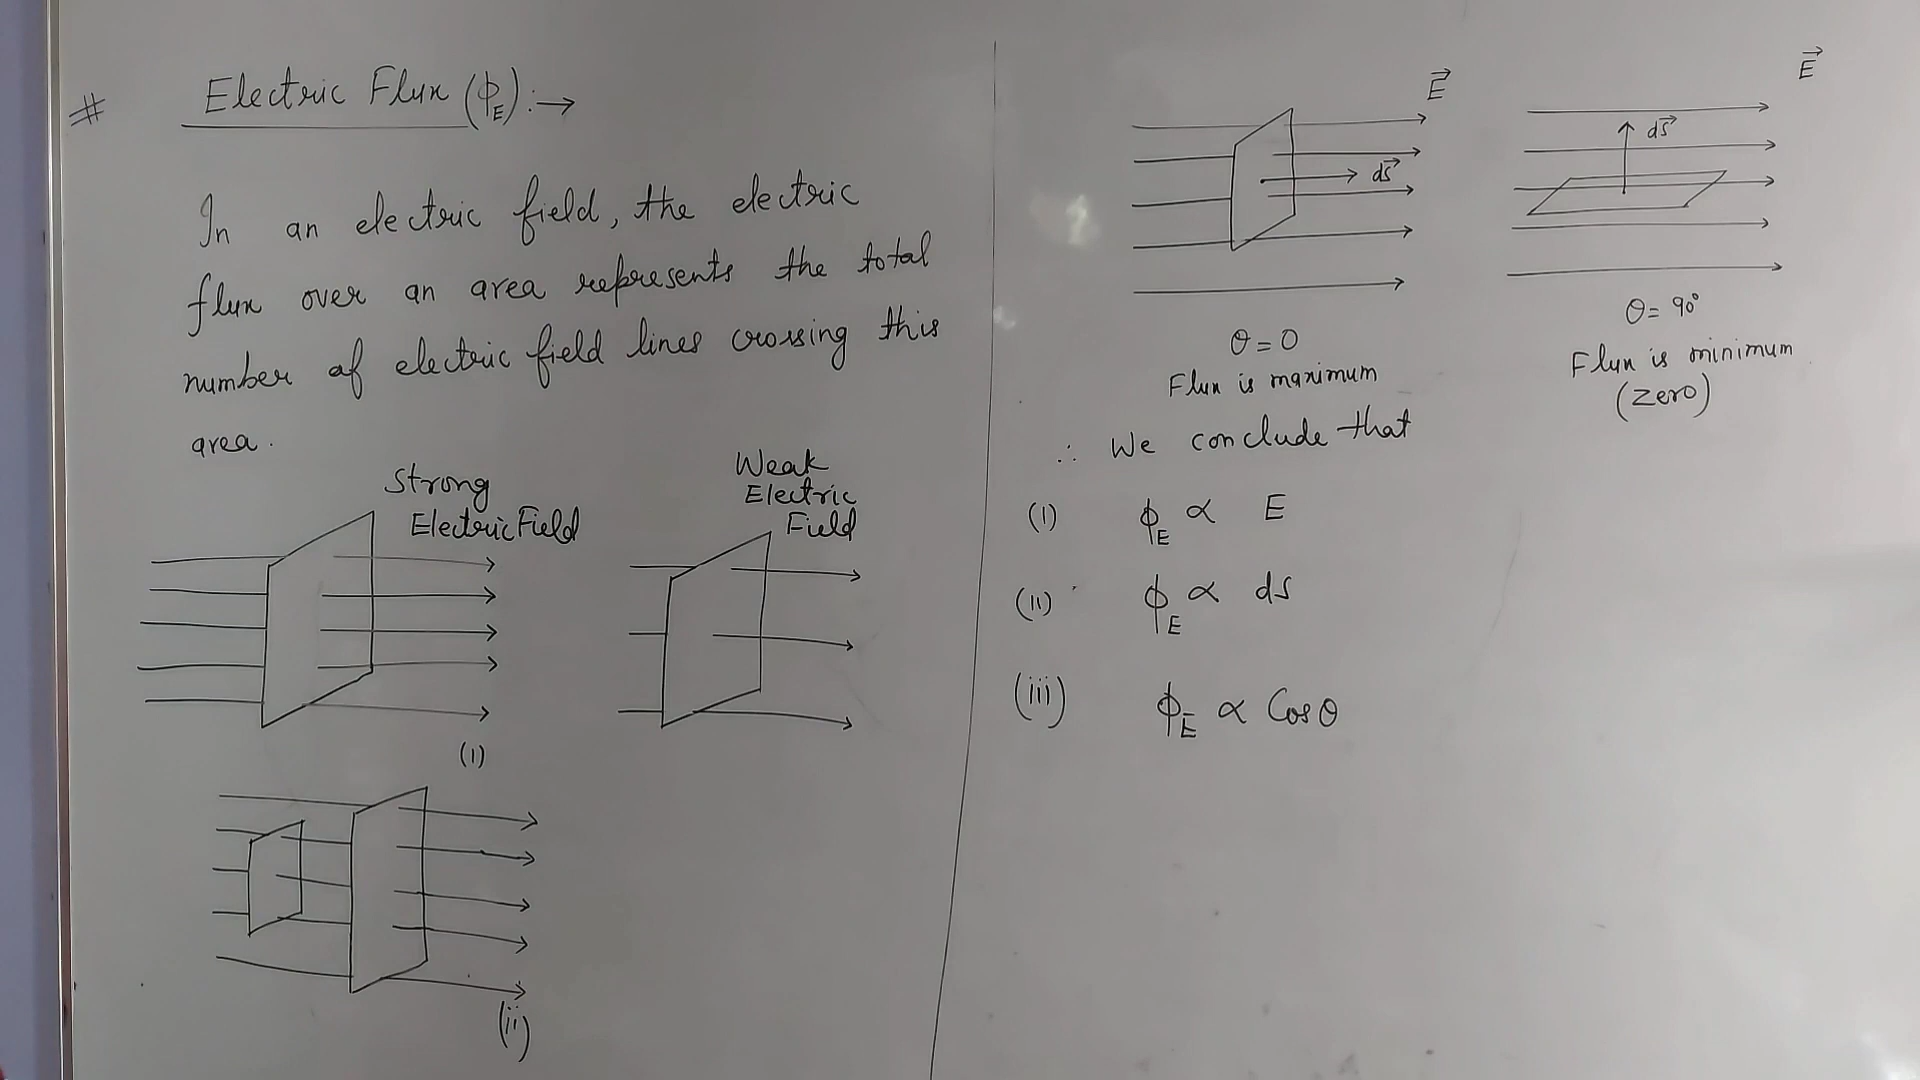 # Electric Flux (ϕE):→
In an electric field, the electric
flux over an area represents the total
number of electric field lines crossing this
area.
Strong
Electric Field
Weak
Electric
Field
(i)
(ii)
E⃗
ds⃗
θ = 0
Flux is maximum
E⃗
ds⃗
θ = 90°
Flux is minimum
(Zero)
∴ We conclude that
(i) ϕE ∝ E
(ii) ϕE ∝ ds
(iii) ϕE ∝ Cosθ